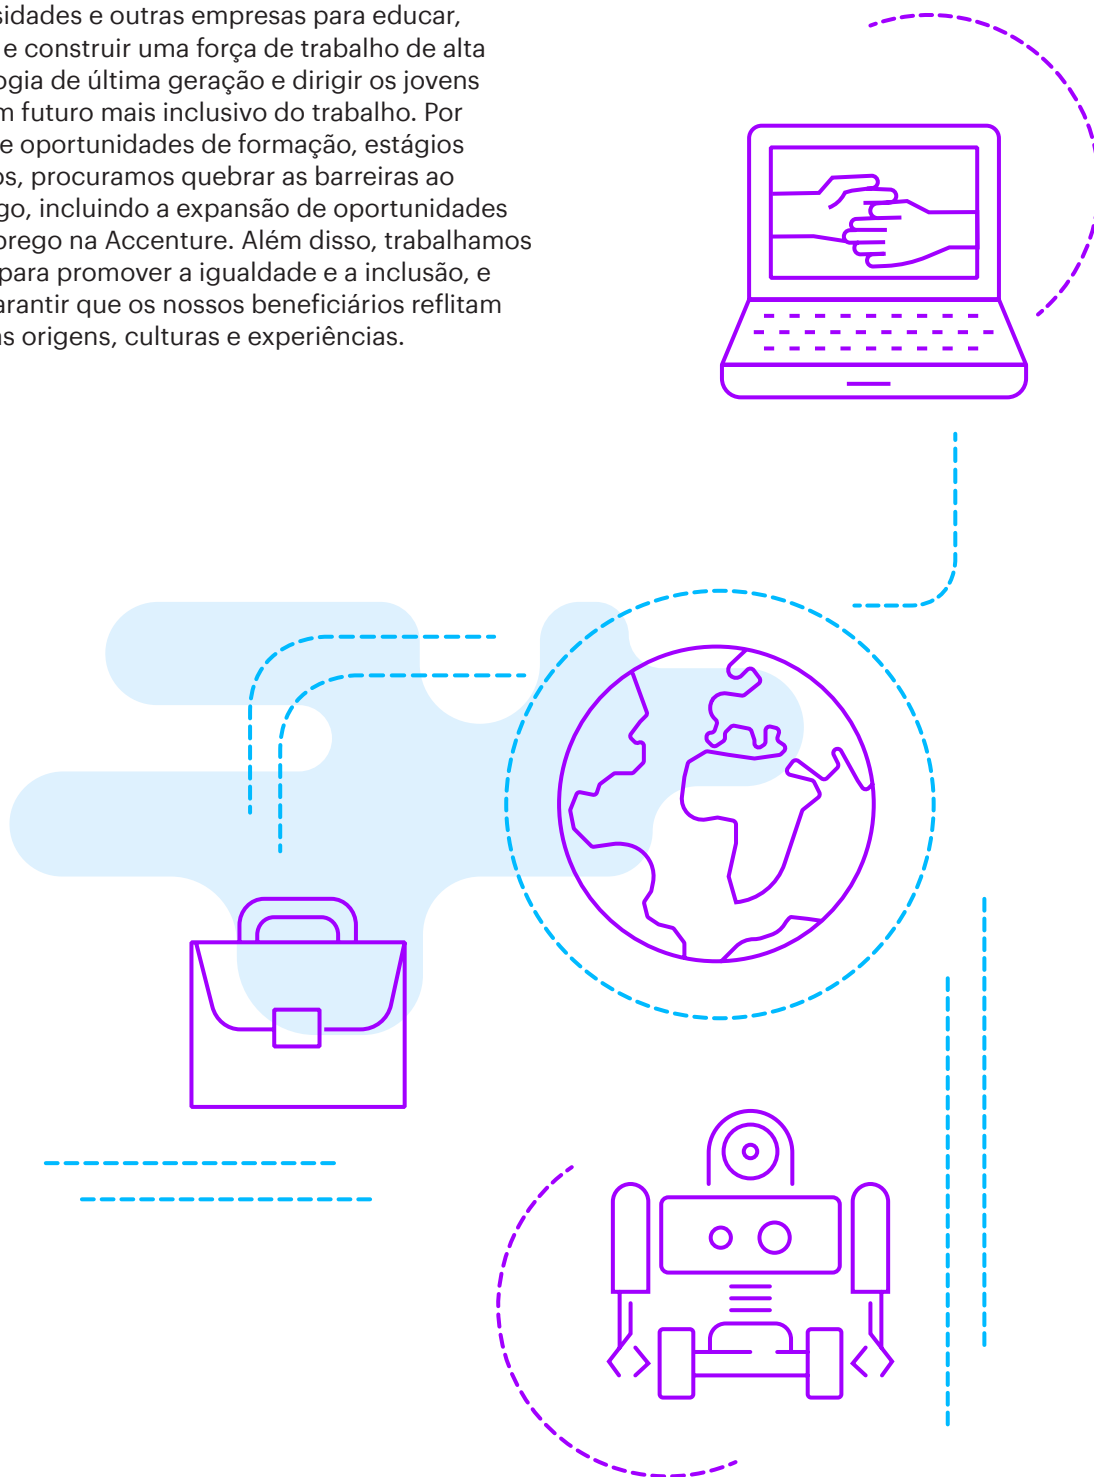 sidades e outras empresas para educar,
e construir uma força de trabalho de alta
ogia de última geração e dirigir os jovens
m futuro mais inclusivo do trabalho. Por
e oportunidades de formação, estágios
os, procuramos quebrar as barreiras ao
go, incluindo a expansão de oportunidades
prego na Accenture. Além disso, trabalhamos
para promover a igualdade e a inclusão, e
arantir que os nossos beneficiários reflitam
as origens, culturas e experiências.